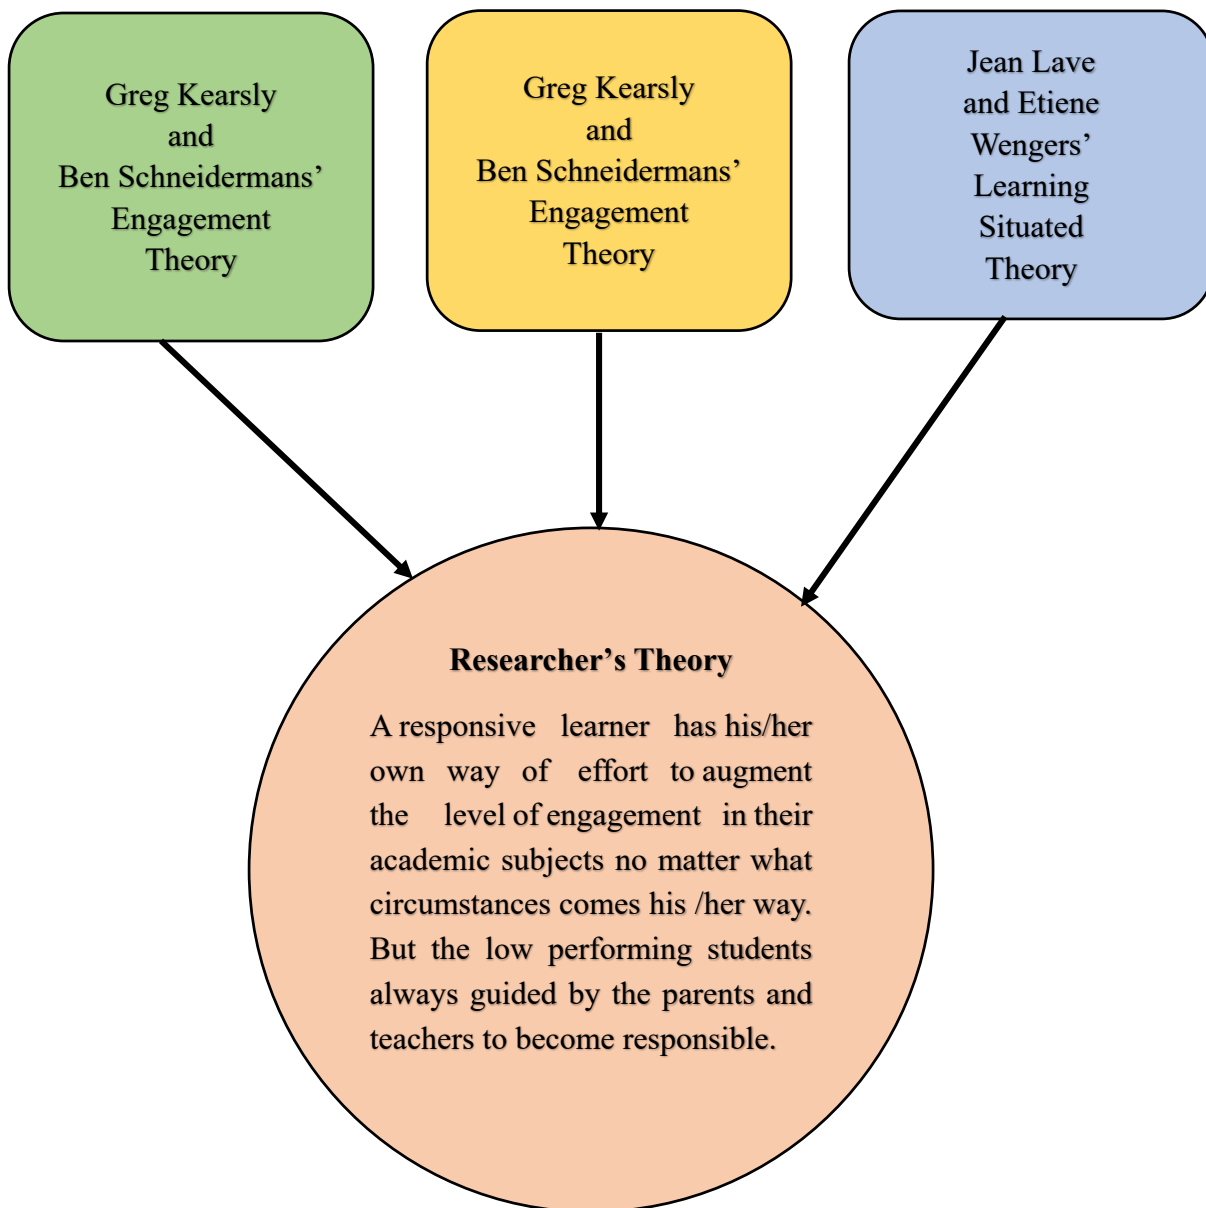 Greg Kearsly
and
Ben Schneidermans’
Engagement
Theory
Greg Kearsly
and
Ben Schneidermans’
Engagement
Theory
Jean Lave
and Etiene
Wengers’
Learning
Situated
Theory
Researcher’s Theory
A responsive learner has his/her
own way of effort to augment
the level of engagement in their
academic subjects no matter what
circumstances comes his /her way.
But the low performing students
always guided by the parents and
teachers to become responsible.